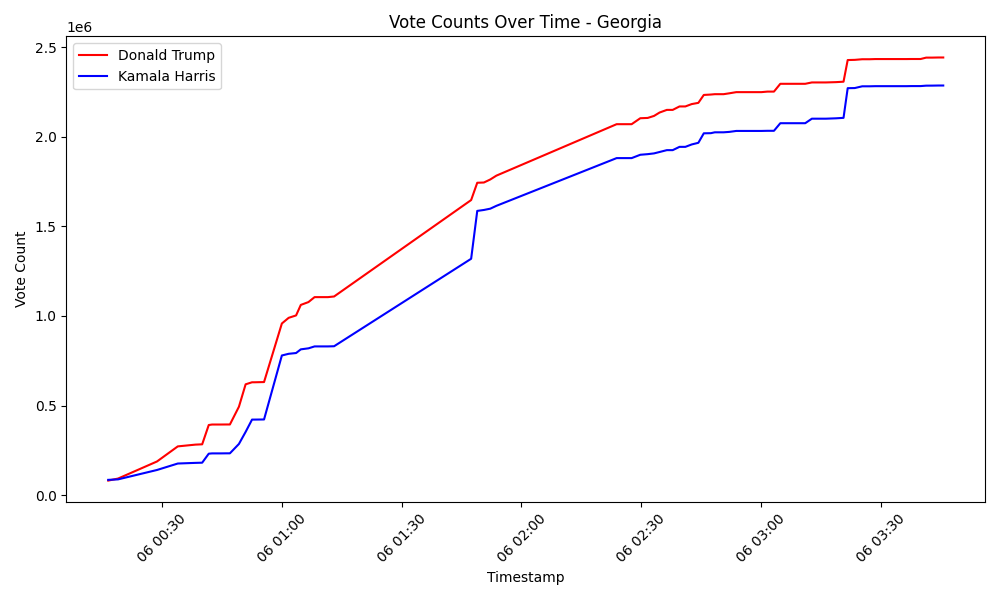 Vote Counts Over Time - Georgia
1e6
Donald Trump
Kamala Harris
2.5
2.0
1.5
1.0
0.5
0.0
Vote Count
06 00:30
06 01:00
06 01:30
06 02:00
06 02:30
06 03:00
06 03:30
Timestamp